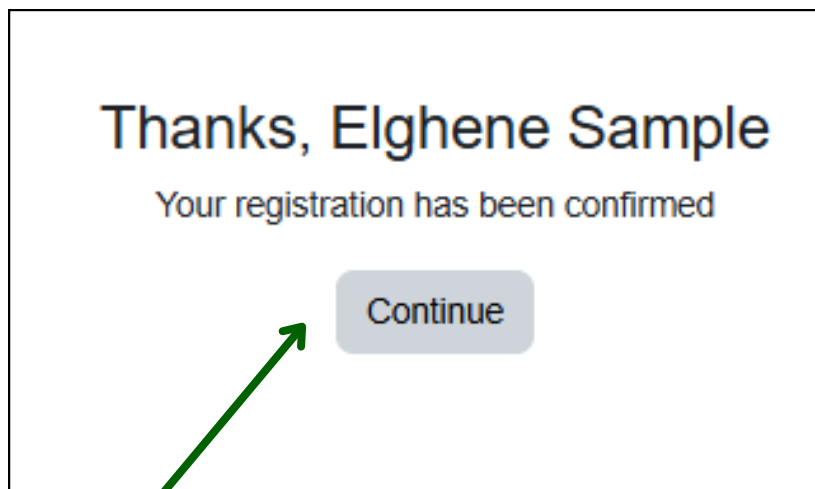 Thanks, Elghene Sample
Your registration has been confirmed
Continue